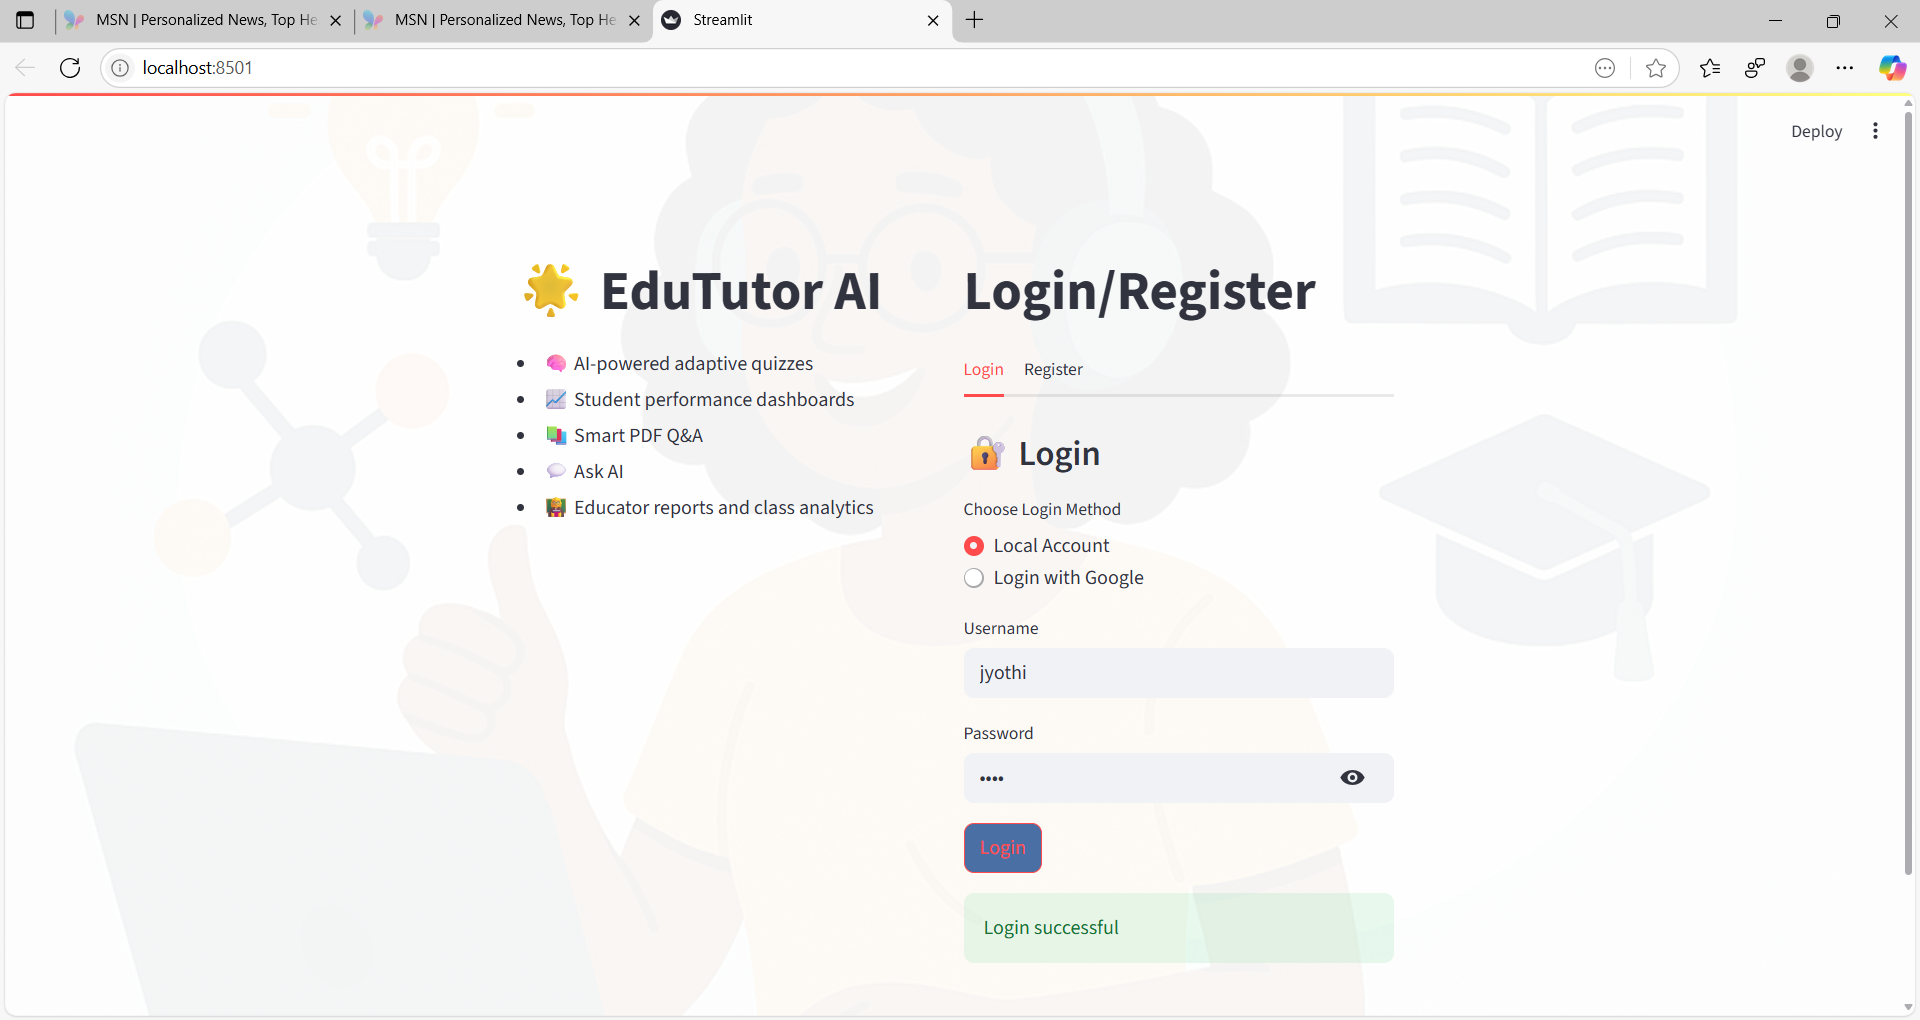 MSN | Personalized News, Top He
MSN | Personalized News, Top He
Streamlit
localhost:8501
Deploy
EduTutor AI
AI-powered adaptive quizzes
Student performance dashboards
Smart PDF Q&A
Ask AI
Educator reports and class analytics
Login/Register
Login Register
Login
Choose Login Method
Local Account
Login with Google
Username
jyothi
Password
••••
Login
Login successful